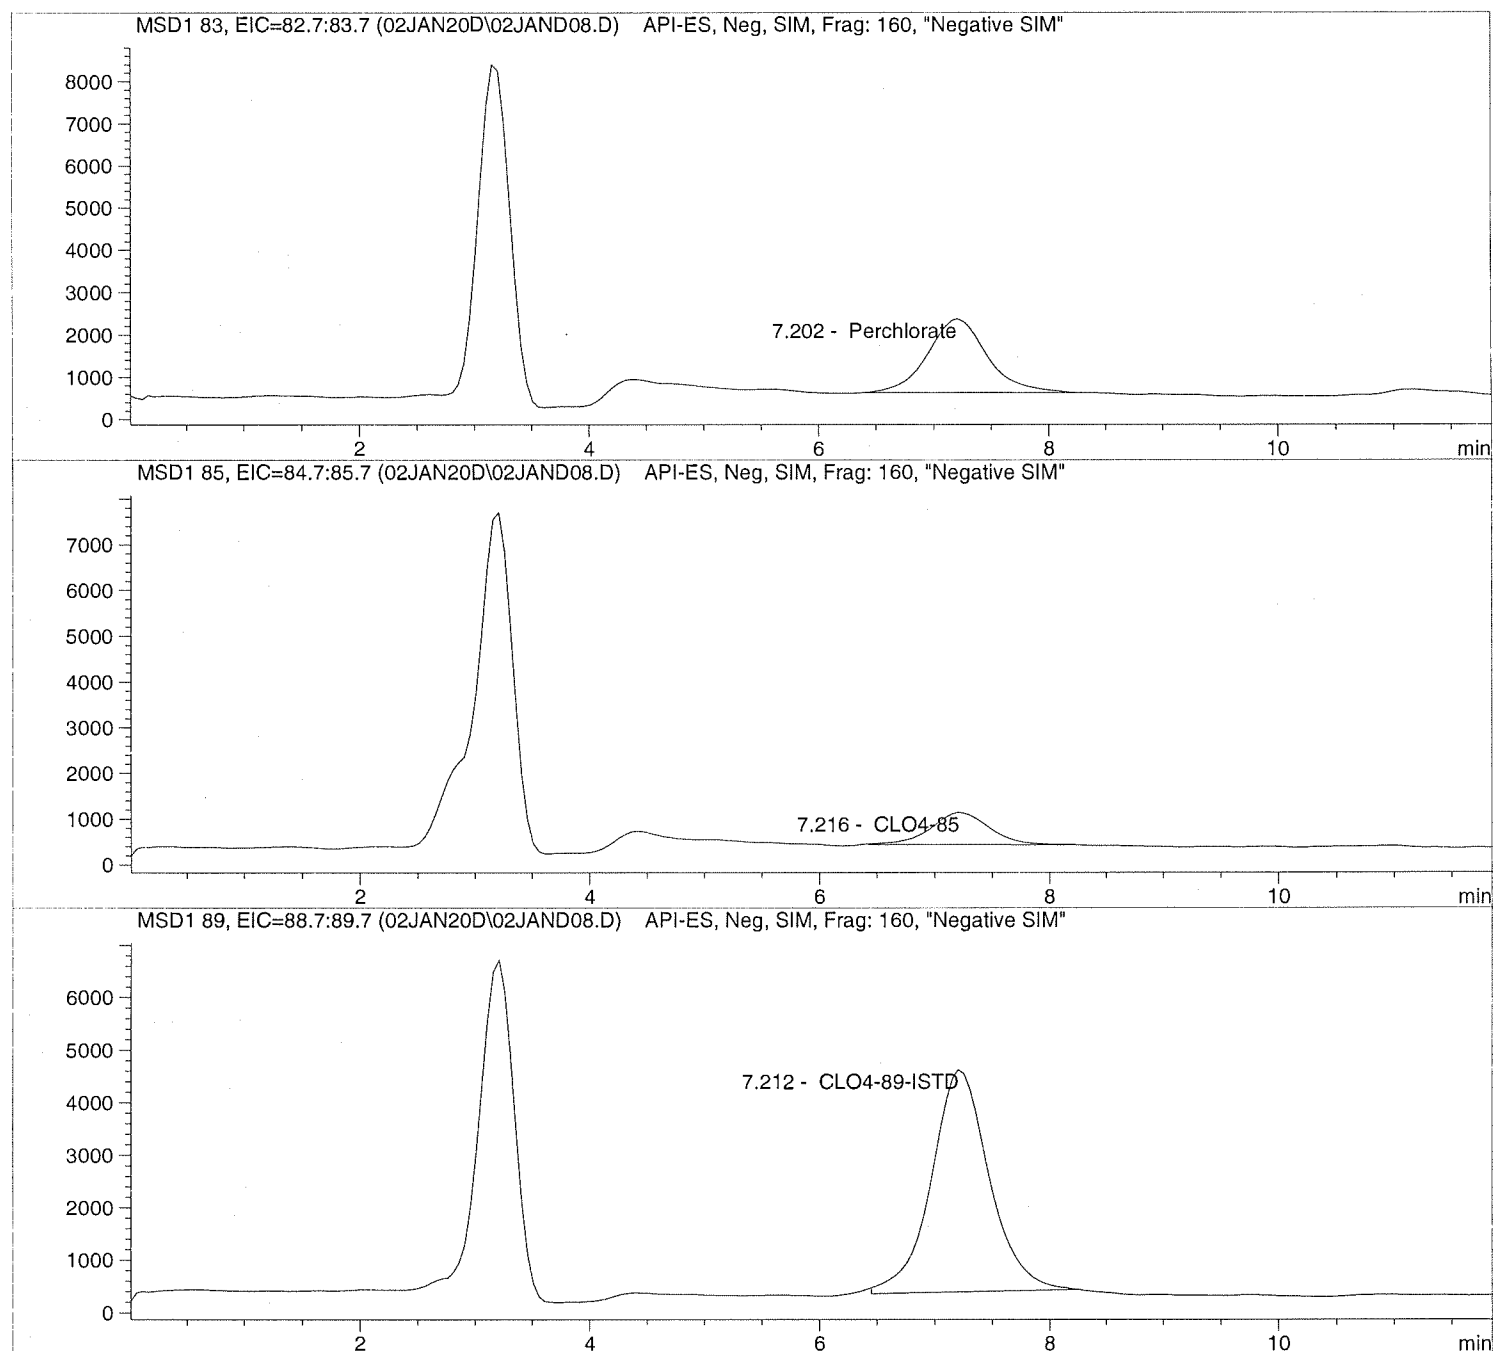 MSD1 83, EIC=82.7:83.7 (02JAN20D\02JAND08.D) API-ES, Neg, SIM, Frag: 160, "Negative SIM"
8000
7000
6000
5000
4000
3000
2000
1000
0
7.202 - Perchlorate
2 4 6 8 10 min
MSD1 85, EIC=84.7:85.7 (02JAN20D\02JAND08.D) API-ES, Neg, SIM, Frag: 160, "Negative SIM"
7000
6000
5000
4000
3000
2000
1000
0
7.216 - CLO4-85
2 4 6 8 10 min
MSD1 89, EIC=88.7:89.7 (02JAN20D\02JAND08.D) API-ES, Neg, SIM, Frag: 160, "Negative SIM"
6000
5000
4000
3000
2000
1000
0
7.212 - CLO4-89-ISTD
2 4 6 8 10 min